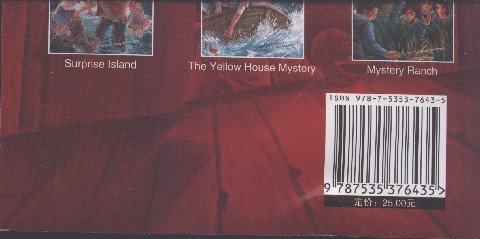 Surprise Island
The Yellow House Mystery
Mystery Ranch
ISBN 978-7-5353-7643-5
9 787535 376435>
定价：25.00元